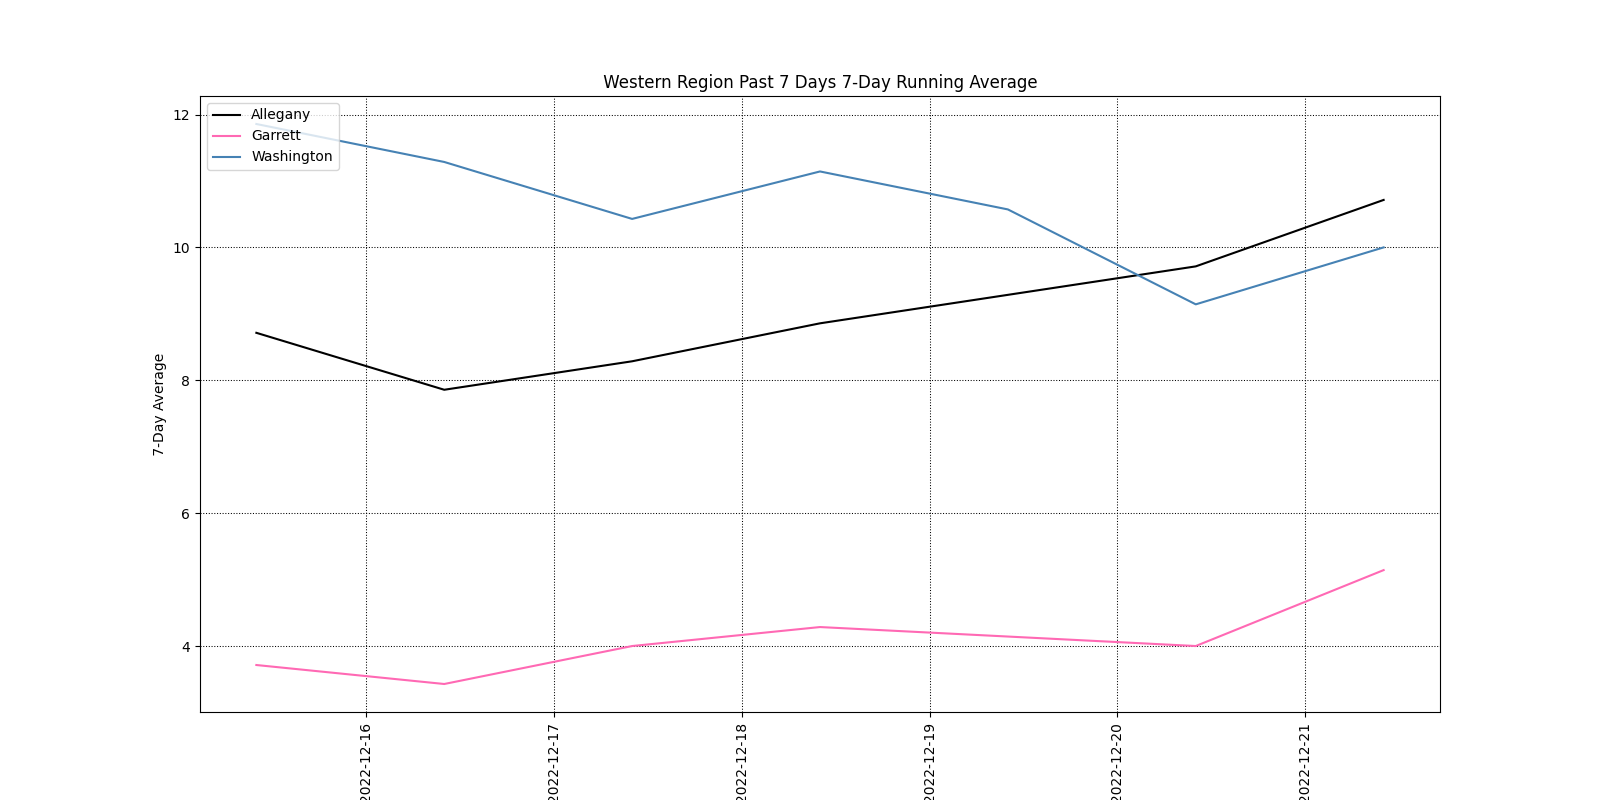 Western Region Past 7 Days 7-Day Running Average
Allegany
Garrett
Washington
12
10
8
6
4
7-Day Average
2022-12-16
2022-12-17
2022-12-18
2022-12-19
2022-12-20
2022-12-21